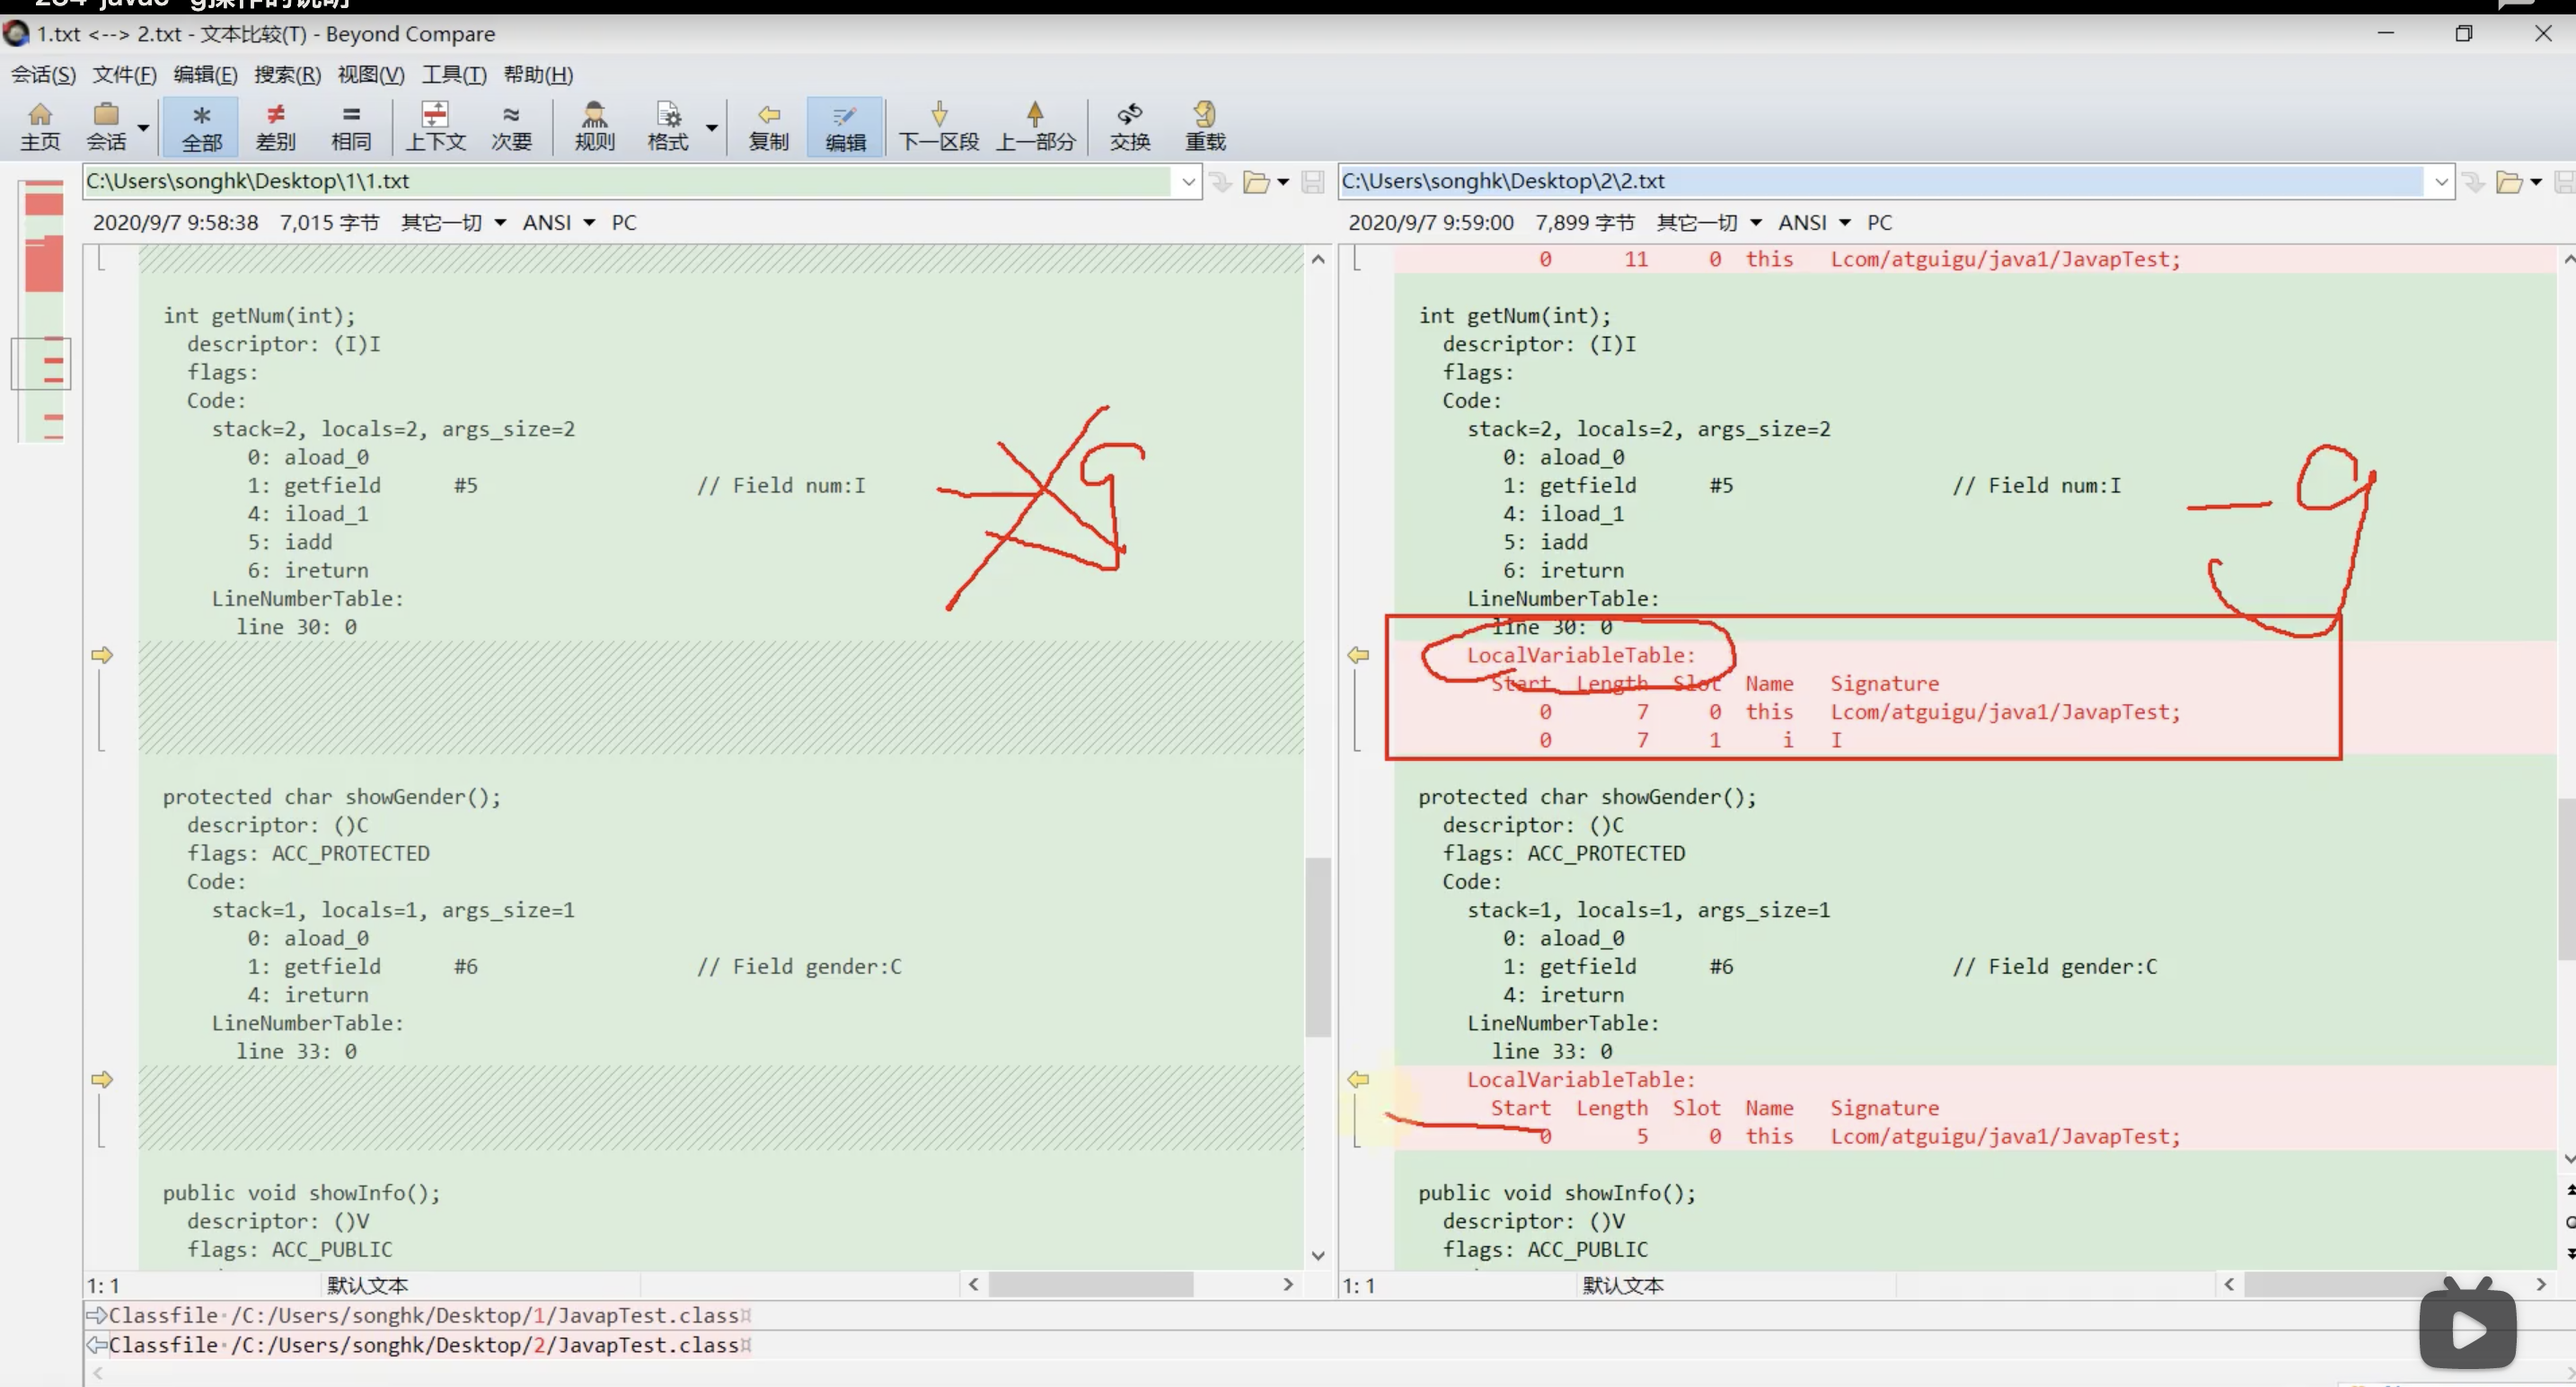 1.txt <--> 2.txt - 文本比较(T) - Beyond Compare
会话(S) 文件(F) 编辑(E) 搜索(R) 视图(V) 工具(T) 帮助(H)
主页 会话 全部 差别 相同 上下文 次要 规则 格式 复制 编辑 下一区段 上一部分 交换 重载
C:\Users\songhk\Desktop\1\1.txt
2020/9/7 9:58:38 7,015 字节 其它一切 ANSI PC
int getNum(int);
descriptor: (I)I
flags:
Code:
stack=2, locals=2, args_size=2
0: aload_0
1: getfield #5 // Field num:I
4: iload_1
5: iadd
6: ireturn
LineNumberTable:
line 30: 0
protected char showGender();
descriptor: ()C
flags: ACC_PROTECTED
Code:
stack=1, locals=1, args_size=1
0: aload_0
1: getfield #6 // Field gender:C
4: ireturn
LineNumberTable:
line 33: 0
public void showInfo();
descriptor: ()V
flags: ACC_PUBLIC
1: 1 默认文本
C:\Users\songhk\Desktop\2\2.txt
2020/9/7 9:59:00 7,899 字节 其它一切 ANSI PC
0 11 0 this Lcom/atguigu/java1/JavapTest;
int getNum(int);
descriptor: (I)I
flags:
Code:
stack=2, locals=2, args_size=2
0: aload_0
1: getfield #5 // Field num:I
4: iload_1
5: iadd
6: ireturn
-g
LineNumberTable:
line 30: 0
LocalVariableTable:
Start Length Slot Name Signature
0 7 0 this Lcom/atguigu/java1/JavapTest;
0 7 1 i I
protected char showGender();
descriptor: ()C
flags: ACC_PROTECTED
Code:
stack=1, locals=1, args_size=1
0: aload_0
1: getfield #6 // Field gender:C
4: ireturn
LineNumberTable:
line 33: 0
LocalVariableTable:
Start Length Slot Name Signature
0 5 0 this Lcom/atguigu/java1/JavapTest;
public void showInfo();
descriptor: ()V
flags: ACC_PUBLIC
1: 1 默认文本
Classfile /C:/Users/songhk/Desktop/1/JavapTest.class¤
Classfile /C:/Users/songhk/Desktop/2/JavapTest.class¤